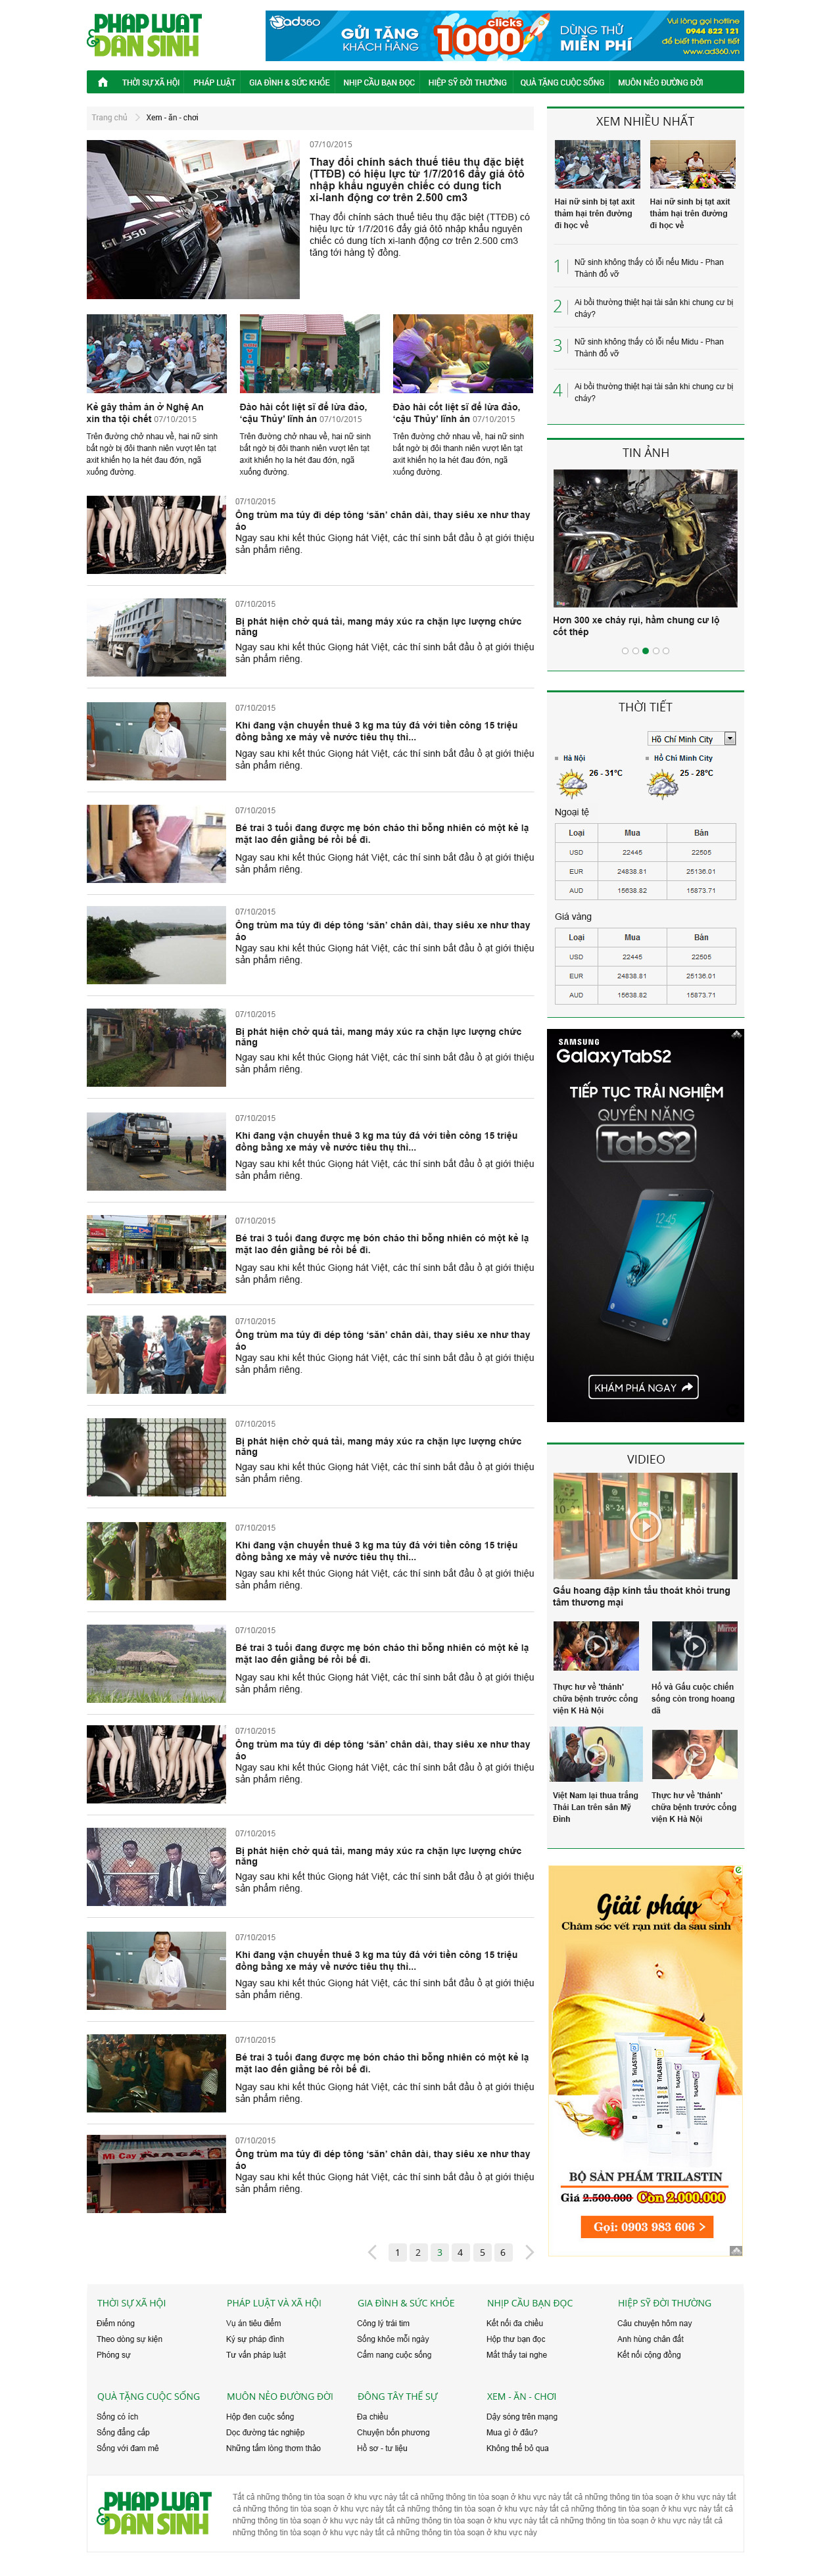 PHÁP LUẬT
& DÂN SINH
ad360
GỬI TẶNG
KHÁCH HÀNG
1000
clicks
DÙNG THỬ
MIỄN PHÍ
Vui lòng gọi hotline
0944 822 121
để biết thêm chi tiết
THỜI SỰ XÃ HỘI
PHÁP LUẬT
GIA ĐÌNH & SỨC KHỎE
NHỊP CẦU BẠN ĐỌC
HIỆP SỸ ĐỜI THƯỜNG
QUÀ TẶNG CUỘC SỐNG
MUÔN NẺO ĐƯỜNG ĐỜI
Trang chủ > Xem - ăn - chơi
GL 550
07/10/2015
Thay đổi chính sách thuế tiêu thụ đặc biệt
(TTĐB) có hiệu lực từ 1/7/2016 đẩy giá ôtô
nhập khẩu nguyên chiếc có dung tích
xi-lanh động cơ trên 2.500 cm3
Thay đổi chính sách thuế tiêu thụ đặc biệt (TTĐB) có
hiệu lực từ 1/7/2016 đẩy giá ôtô nhập khẩu nguyên
chiếc có dung tích xi-lanh động cơ trên 2.500 cm3
tăng tới hàng tỷ đồng.
Kẻ gây thảm án ở Nghệ An
xin tha tội chết 07/10/2015
Trên đường chở nhau về, hai nữ sinh
bất ngờ bị đôi thanh niên vượt lên tạt
axit khiến họ la hét đau đớn, ngã
xuống đường.
Đào hài cốt liệt sĩ để lừa đảo,
‘cậu Thủy’ lĩnh án 07/10/2015
Trên đường chở nhau về, hai nữ sinh
bất ngờ bị đôi thanh niên vượt lên tạt
axit khiến họ la hét đau đớn, ngã
xuống đường.
Đào hài cốt liệt sĩ để lừa đảo,
‘cậu Thủy’ lĩnh án 07/10/2015
Trên đường chở nhau về, hai nữ sinh
bất ngờ bị đôi thanh niên vượt lên tạt
axit khiến họ la hét đau đớn, ngã
xuống đường.
07/10/2015
Ông trùm ma túy đi dép tông ‘săn’ chân dài, thay siêu xe như thay
áo
Ngay sau khi kết thúc Giọng hát Việt, các thí sinh bắt đầu ồ ạt giới thiệu
sản phẩm riêng.
07/10/2015
Bị phát hiện chở quá tải, mang máy xúc ra chặn lực lượng chức
năng
Ngay sau khi kết thúc Giọng hát Việt, các thí sinh bắt đầu ồ ạt giới thiệu
sản phẩm riêng.
07/10/2015
Khi đang vận chuyển thuê 3 kg ma túy đá với tiền công 15 triệu
đồng bằng xe máy về nước tiêu thụ thì...
Ngay sau khi kết thúc Giọng hát Việt, các thí sinh bắt đầu ồ ạt giới thiệu
sản phẩm riêng.
07/10/2015
Bé trai 3 tuổi đang được mẹ bón cháo thì bỗng nhiên có một kẻ lạ
mặt lao đến giằng bé rồi bế đi.
Ngay sau khi kết thúc Giọng hát Việt, các thí sinh bắt đầu ồ ạt giới thiệu
sản phẩm riêng.
07/10/2015
Ông trùm ma túy đi dép tông ‘săn’ chân dài, thay siêu xe như thay
áo
Ngay sau khi kết thúc Giọng hát Việt, các thí sinh bắt đầu ồ ạt giới thiệu
sản phẩm riêng.
07/10/2015
Bị phát hiện chở quá tải, mang máy xúc ra chặn lực lượng chức
năng
Ngay sau khi kết thúc Giọng hát Việt, các thí sinh bắt đầu ồ ạt giới thiệu
sản phẩm riêng.
07/10/2015
Khi đang vận chuyển thuê 3 kg ma túy đá với tiền công 15 triệu
đồng bằng xe máy về nước tiêu thụ thì...
Ngay sau khi kết thúc Giọng hát Việt, các thí sinh bắt đầu ồ ạt giới thiệu
sản phẩm riêng.
07/10/2015
Bé trai 3 tuổi đang được mẹ bón cháo thì bỗng nhiên có một kẻ lạ
mặt lao đến giằng bé rồi bế đi.
Ngay sau khi kết thúc Giọng hát Việt, các thí sinh bắt đầu ồ ạt giới thiệu
sản phẩm riêng.
07/10/2015
Ông trùm ma túy đi dép tông ‘săn’ chân dài, thay siêu xe như thay
áo
Ngay sau khi kết thúc Giọng hát Việt, các thí sinh bắt đầu ồ ạt giới thiệu
sản phẩm riêng.
07/10/2015
Bị phát hiện chở quá tải, mang máy xúc ra chặn lực lượng chức
năng
Ngay sau khi kết thúc Giọng hát Việt, các thí sinh bắt đầu ồ ạt giới thiệu
sản phẩm riêng.
07/10/2015
Khi đang vận chuyển thuê 3 kg ma túy đá với tiền công 15 triệu
đồng bằng xe máy về nước tiêu thụ thì...
Ngay sau khi kết thúc Giọng hát Việt, các thí sinh bắt đầu ồ ạt giới thiệu
sản phẩm riêng.
07/10/2015
Bé trai 3 tuổi đang được mẹ bón cháo thì bỗng nhiên có một kẻ lạ
mặt lao đến giằng bé rồi bế đi.
Ngay sau khi kết thúc Giọng hát Việt, các thí sinh bắt đầu ồ ạt giới thiệu
sản phẩm riêng.
07/10/2015
Ông trùm ma túy đi dép tông ‘săn’ chân dài, thay siêu xe như thay
áo
Ngay sau khi kết thúc Giọng hát Việt, các thí sinh bắt đầu ồ ạt giới thiệu
sản phẩm riêng.
07/10/2015
Bị phát hiện chở quá tải, mang máy xúc ra chặn lực lượng chức
năng
Ngay sau khi kết thúc Giọng hát Việt, các thí sinh bắt đầu ồ ạt giới thiệu
sản phẩm riêng.
07/10/2015
Khi đang vận chuyển thuê 3 kg ma túy đá với tiền công 15 triệu
đồng bằng xe máy về nước tiêu thụ thì...
Ngay sau khi kết thúc Giọng hát Việt, các thí sinh bắt đầu ồ ạt giới thiệu
sản phẩm riêng.
07/10/2015
Bé trai 3 tuổi đang được mẹ bón cháo thì bỗng nhiên có một kẻ lạ
mặt lao đến giằng bé rồi bế đi.
Ngay sau khi kết thúc Giọng hát Việt, các thí sinh bắt đầu ồ ạt giới thiệu
sản phẩm riêng.
Mì Cay NAGA
07/10/2015
Ông trùm ma túy đi dép tông ‘săn’ chân dài, thay siêu xe như thay
áo
Ngay sau khi kết thúc Giọng hát Việt, các thí sinh bắt đầu ồ ạt giới thiệu
sản phẩm riêng.
1 2 3 4 5 6
XEM NHIỀU NHẤT
Hai nữ sinh bị tạt axit
thảm hại trên đường
đi học về
Hai nữ sinh bị tạt axit
thảm hại trên đường
đi học về
1 Nữ sinh không thấy có lỗi nếu Midu - Phan
Thành đổ vỡ
2 Ai bồi thường thiệt hại tài sản khi chung cư bị
cháy?
3 Nữ sinh không thấy có lỗi nếu Midu - Phan
Thành đổ vỡ
4 Ai bồi thường thiệt hại tài sản khi chung cư bị
cháy?
TIN ẢNH
Hơn 300 xe cháy rụi, hầm chung cư lộ
cốt thép
THỜI TIẾT
Hồ Chí Minh City
Hà Nội
26 - 31°C
Hồ Chí Minh City
25 - 28°C
Ngoại tệ
Loại Mua Bán
USD 22445 22505
EUR 24838.81 25136.01
AUD 15638.82 15873.71
Giá vàng
Loại Mua Bán
USD 22445 22505
EUR 24838.81 25136.01
AUD 15638.82 15873.71
SAMSUNG
GalaxyTabS2
TIẾP TỤC TRẢI NGHIỆM
QUYỀN NĂNG
TabS2
12:45
KHÁM PHÁ NGAY
VIDIEO
10-21
8-24
8-24
Gấu hoang đập kính tẩu thoát khỏi trung
tâm thương mại
Mirror
Thực hư về 'thánh'
chữa bệnh trước cổng
viện K Hà Nội
Hổ và Gấu cuộc chiến
sống còn trong hoang
dã
Việt Nam lại thua trắng
Thái Lan trên sân Mỹ
Đình
Thực hư về 'thánh'
chữa bệnh trước cổng
viện K Hà Nội
Giải pháp
Chăm sóc vết rạn nứt da sau sinh
TRILASTIN
TRILASTIN
TRILASTIN
BỘ SẢN PHẨM TRILASTIN
Giá 2.500.000 Còn 2.000.000
Gọi: 0903 983 606 >
THỜI SỰ XÃ HỘI
Điểm nóng
Theo dòng sự kiện
Phóng sự
PHÁP LUẬT VÀ XÃ HỘI
Vụ án tiêu điểm
Ký sự pháp đình
Tư vấn pháp luật
GIA ĐÌNH & SỨC KHỎE
Công lý trái tim
Sống khỏe mỗi ngày
Cẩm nang cuộc sống
NHỊP CẦU BẠN ĐỌC
Kết nối đa chiều
Hộp thư bạn đọc
Mắt thấy tai nghe
HIỆP SỸ ĐỜI THƯỜNG
Câu chuyện hôm nay
Anh hùng chân đất
Kết nối cộng đồng
QUÀ TẶNG CUỘC SỐNG
Sống có ích
Sống đẳng cấp
Sống với đam mê
MUÔN NẺO ĐƯỜNG ĐỜI
Hộp đen cuộc sống
Dọc đường tác nghiệp
Những tấm lòng thơm thảo
ĐÔNG TÂY THẾ SỰ
Đa chiều
Chuyện bốn phương
Hồ sơ - tư liệu
XEM - ĂN - CHƠI
Dậy sóng trên mạng
Mua gì ở đâu?
Không thể bỏ qua
PHÁP LUẬT
& DÂN SINH
Tất cả những thông tin tòa soạn ở khu vực này tất cả những thông tin tòa soạn ở khu vực này tất cả những thông tin tòa soạn ở khu vực này tất
cả những thông tin tòa soạn ở khu vực này tất cả những thông tin tòa soạn ở khu vực này tất cả những thông tin tòa soạn ở khu vực này tất cả
những thông tin tòa soạn ở khu vực này tất cả những thông tin tòa soạn ở khu vực này tất cả những thông tin tòa soạn ở khu vực này tất cả
những thông tin tòa soạn ở khu vực này tất cả những thông tin tòa soạn ở khu vực này